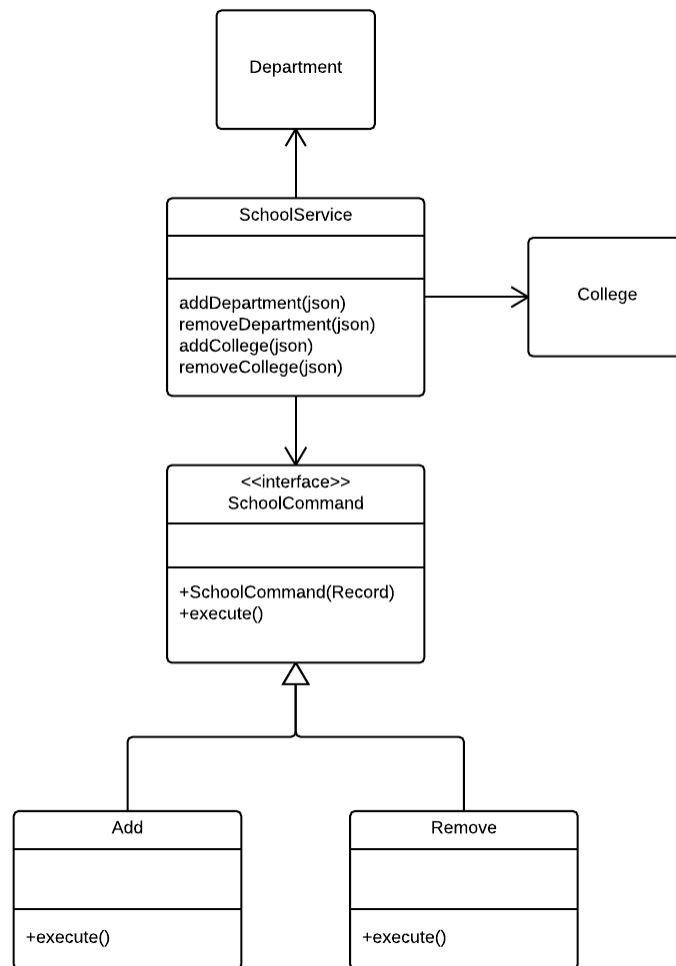 Department
SchoolService
addDepartment(json)
removeDepartment(json)
addCollege(json)
removeCollege(json)
College
<<interface>>
SchoolCommand
+SchoolCommand(Record)
+execute()
Add
+execute()
Remove
+execute()